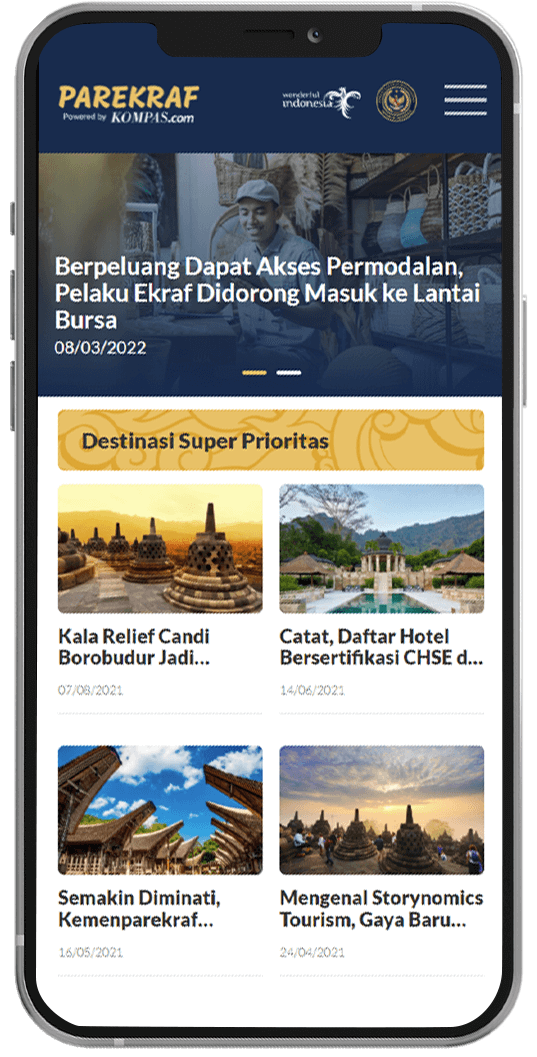 PAREKRAF
Powered by KOMPAS.com
wonderful
indonesia
Berpeluang Dapat Akses Permodalan,
Pelaku Ekraf Didorong Masuk ke Lantai
Bursa
08/03/2022
Destinasi Super Prioritas
Kala Relief Candi
Borobudur Jadi...
07/08/2021
Catat, Daftar Hotel
Bersertifikasi CHSE d...
14/06/2021
Semakin Diminati,
Kemenparekraf...
16/05/2021
Mengenal Storynomics
Tourism, Gaya Baru...
24/04/2021